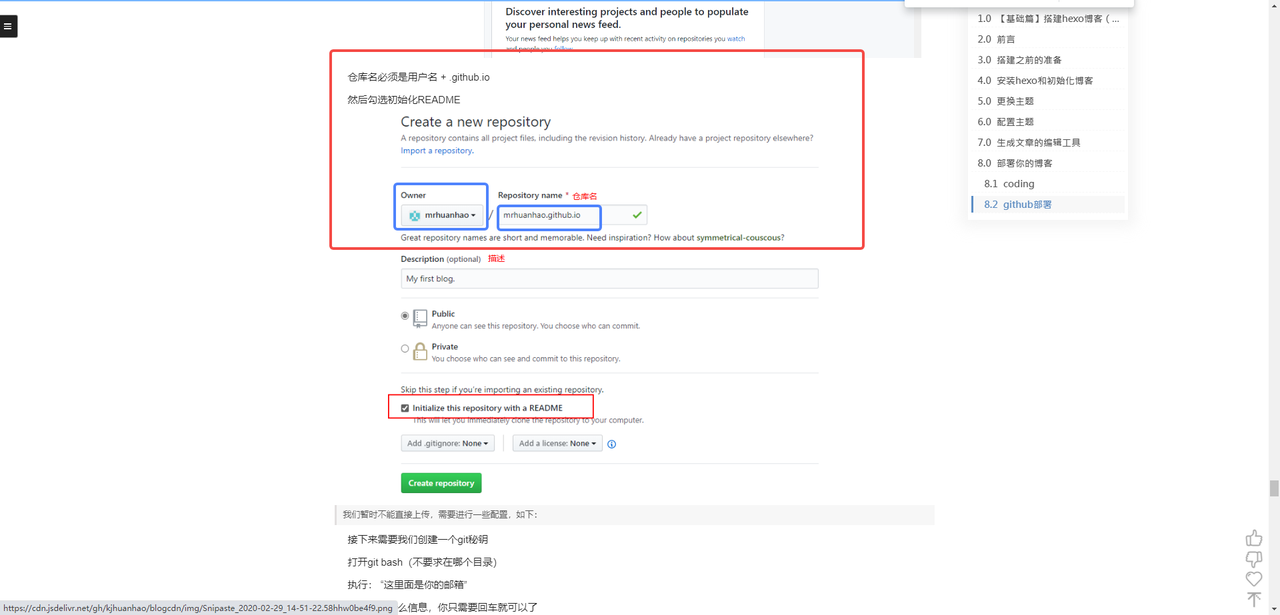 Discover interesting projects and people to populate
your personal news feed.
Your news feed helps you keep up with recent activity on repositories you watch
and people you follow.
仓库名必须是用户名 + .github.io
然后勾选初始化README
Create a new repository
A repository contains all project files, including the revision history. Already have a project repository elsewhere?
Import a repository.
Owner
Repository name * 仓库名
mrhuanhao / mrhuanhao.github.io
Great repository names are short and memorable. Need inspiration? How about symmetrical-couscous?
Description (optional) 描述
My first blog.
Public
Anyone can see this repository. You choose who can commit.
Private
You choose who can see and commit to this repository.
Skip this step if you're importing an existing repository.
Initialize this repository with a README
This will let you immediately clone the repository to your computer.
Add .gitignore: None
Add a license: None
Create repository
我们暂时不能直接上传，需要进行一些配置，如下：
接下来需要我们创建一个git秘钥
打开git bash（不要求在哪个目录）
执行： “这里面是你的邮箱”
么信息，你只需要回车就可以了
https://cdn.jsdelivr.net/gh/kjhuanhao/blogcdn/img/Snipaste_2020-02-29_14-51-22.58hhw0be4f9.png
1.0 【基础篇】搭建hexo博客（...
2.0 前言
3.0 搭建之前的准备
4.0 安装hexo和初始化博客
5.0 更换主题
6.0 配置主题
7.0 生成文章的编辑工具
8.0 部署你的博客
8.1 coding
8.2 github部署